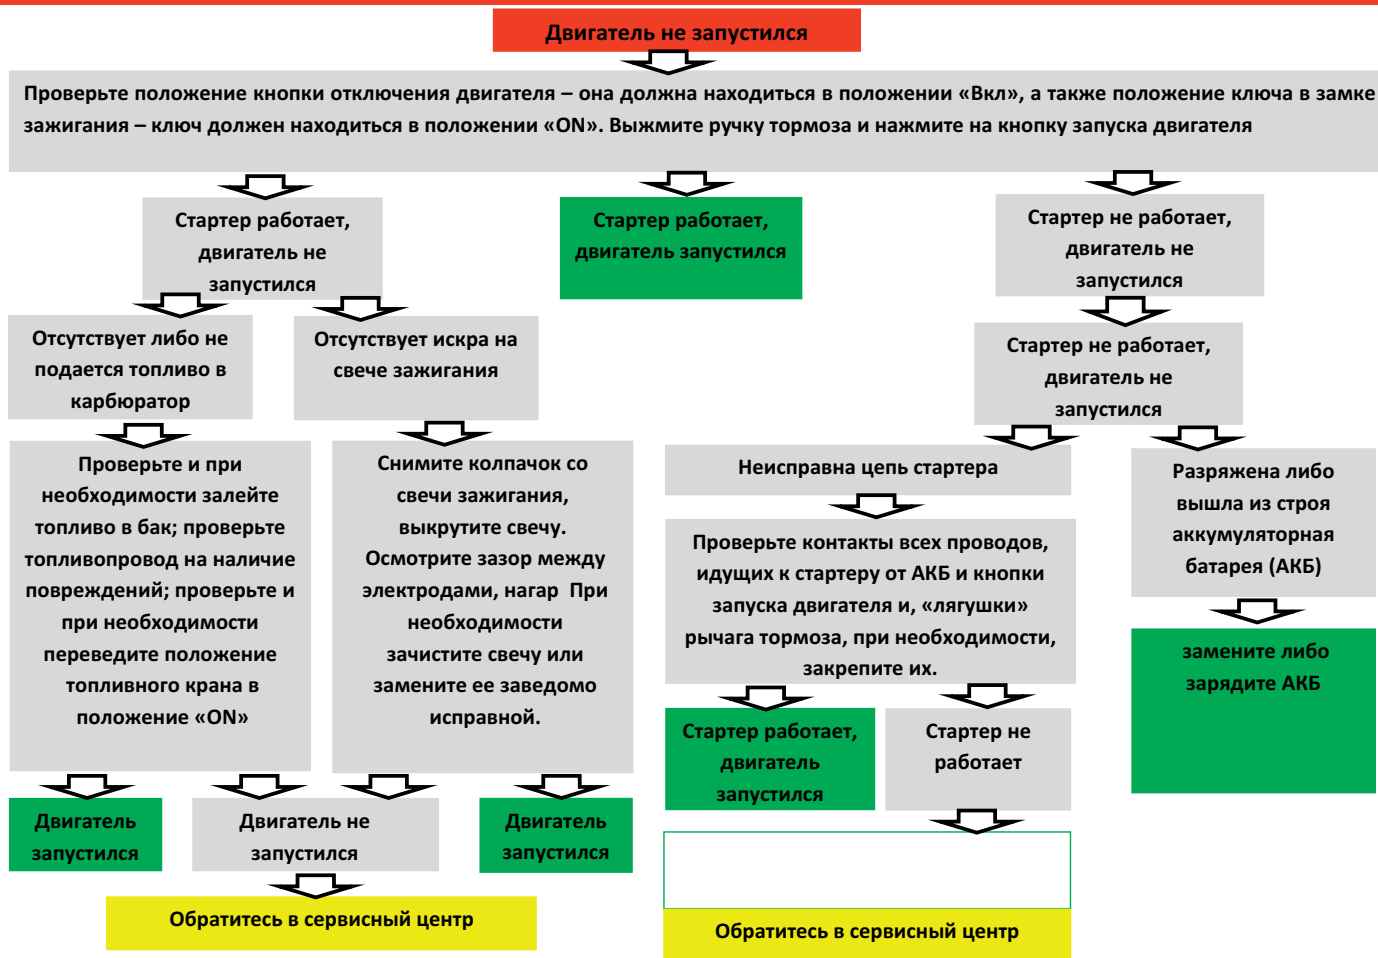 Двигатель не запустился
Проверьте положение кнопки отключения двигателя – она должна находиться в положении «Вкл», а также положение ключа в замке
зажигания – ключ должен находиться в положении «ON». Выжмите ручку тормоза и нажмите на кнопку запуска двигателя
Стартер работает,
двигатель не
запустился
Стартер работает,
двигатель запустился
Стартер не работает,
двигатель не
запустился
Отсутствует либо не
подается топливо в
карбюратор
Отсутствует искра на
свече зажигания
Стартер не работает,
двигатель не
запустился
Проверьте и при
необходимости залейте
топливо в бак; проверьте
топливопровод на наличие
повреждений; проверьте и
при необходимости
переведите положение
топливного крана в
положение «ON»
Снимите колпачок со
свечи зажигания,
выкрутите свечу.
Осмотрите зазор между
электродами, нагар  При
необходимости
зачистите свечу или
замените ее заведомо
исправной.
Неисправна цепь стартера
Разряжена либо
вышла из строя
аккумуляторная
батарея (АКБ)
Проверьте контакты всех проводов,
идущих к стартеру от АКБ и кнопки
запуска двигателя и, «лягушки»
рычага тормоза, при необходимости,
закрепите их.
замените либо
зарядите АКБ
Стартер работает,
двигатель
запустился
Стартер не
работает
Двигатель
запустился
Двигатель не
запустился
Двигатель
запустился
Обратитесь в сервисный центр
Обратитесь в сервисный центр